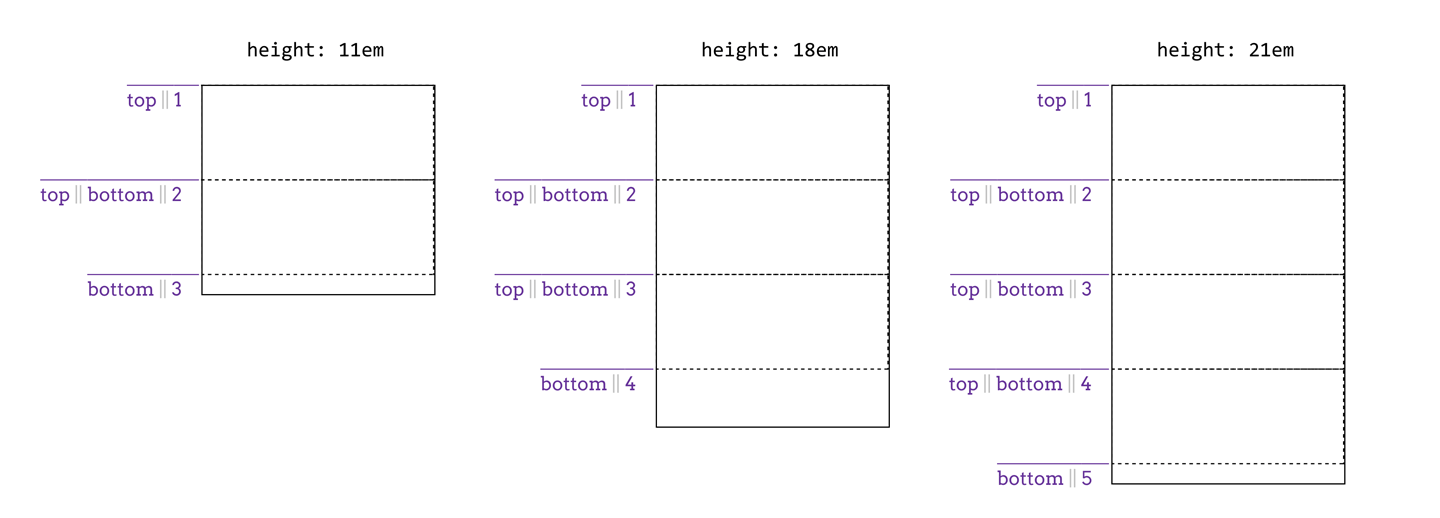 height: 11em
top || 1
top || bottom || 2
bottom || 3
height: 18em
top || 1
top || bottom || 2
top || bottom || 3
bottom || 4
height: 21em
top || 1
top || bottom || 2
top || bottom || 3
top || bottom || 4
bottom || 5